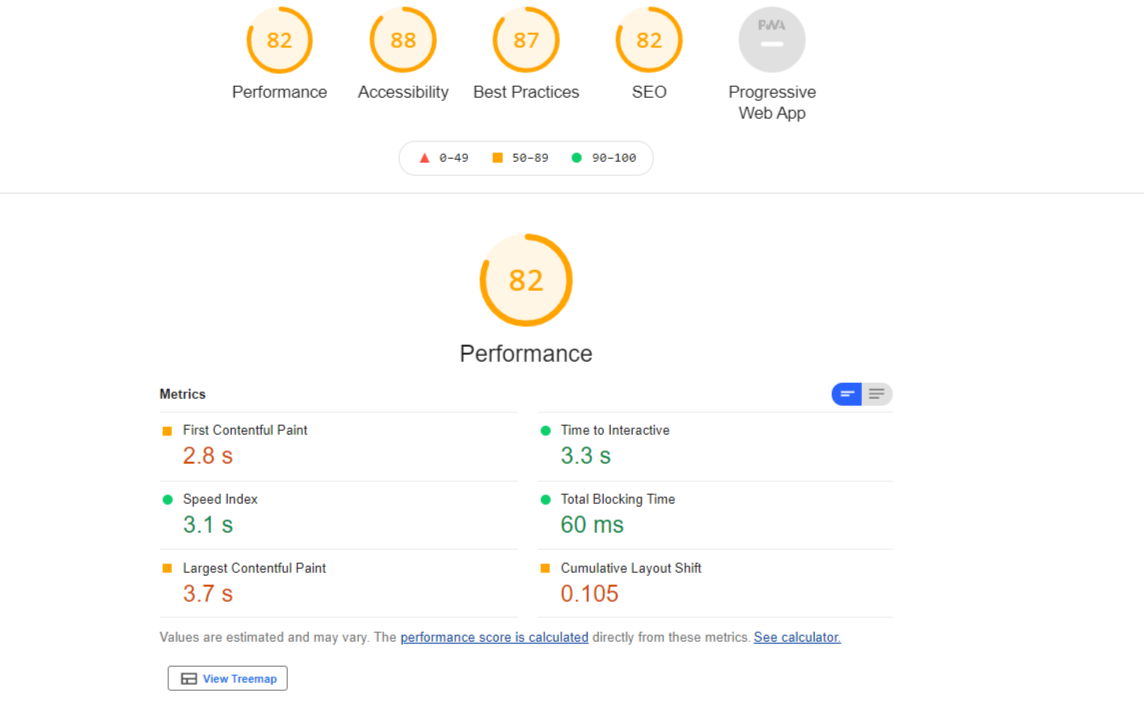 82 88 87 82 PWA
Performance Accessibility Best Practices SEO Progressive
Web App
0–49 50–89 90–100
82
Performance
Metrics
First Contentful Paint
2.8 s
Time to Interactive
3.3 s
Speed Index
3.1 s
Total Blocking Time
60 ms
Largest Contentful Paint
3.7 s
Cumulative Layout Shift
0.105
Values are estimated and may vary. The performance score is calculated directly from these metrics. See calculator.
View Treemap